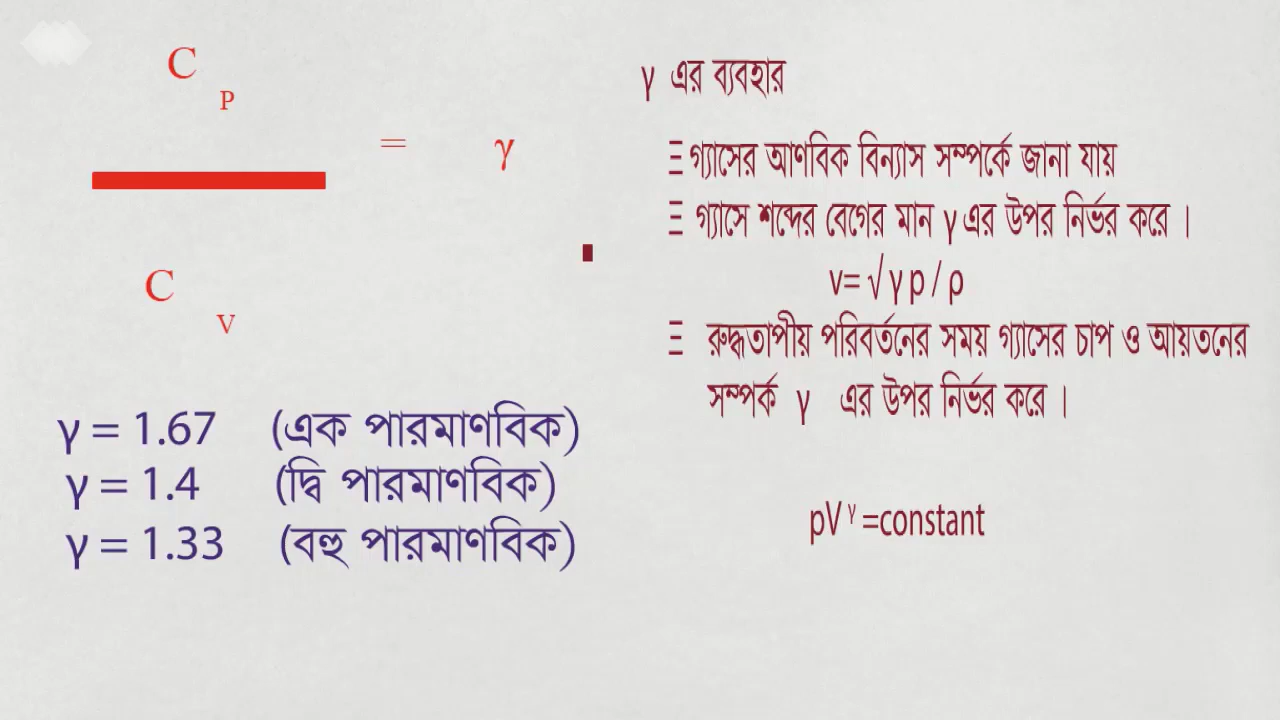 C
P
= γ
C
V
γ = 1.67 (এক পারমাণবিক)
γ = 1.4 (দ্বি পারমাণবিক)
γ = 1.33 (বহু পারমাণবিক)
γ এর ব্যবহার
Ξ গ্যাসের আণবিক বিন্যাস সম্পর্কে জানা যায়
Ξ গ্যাসে শব্দের বেগের মান γ এর উপর নির্ভর করে ।
v= √ γ p / ρ
Ξ রুদ্ধতাপীয় পরিবর্তনের সময় গ্যাসের চাপ ও আয়তনের
সম্পর্ক γ এর উপর নির্ভর করে ।
pV ᵞ =constant